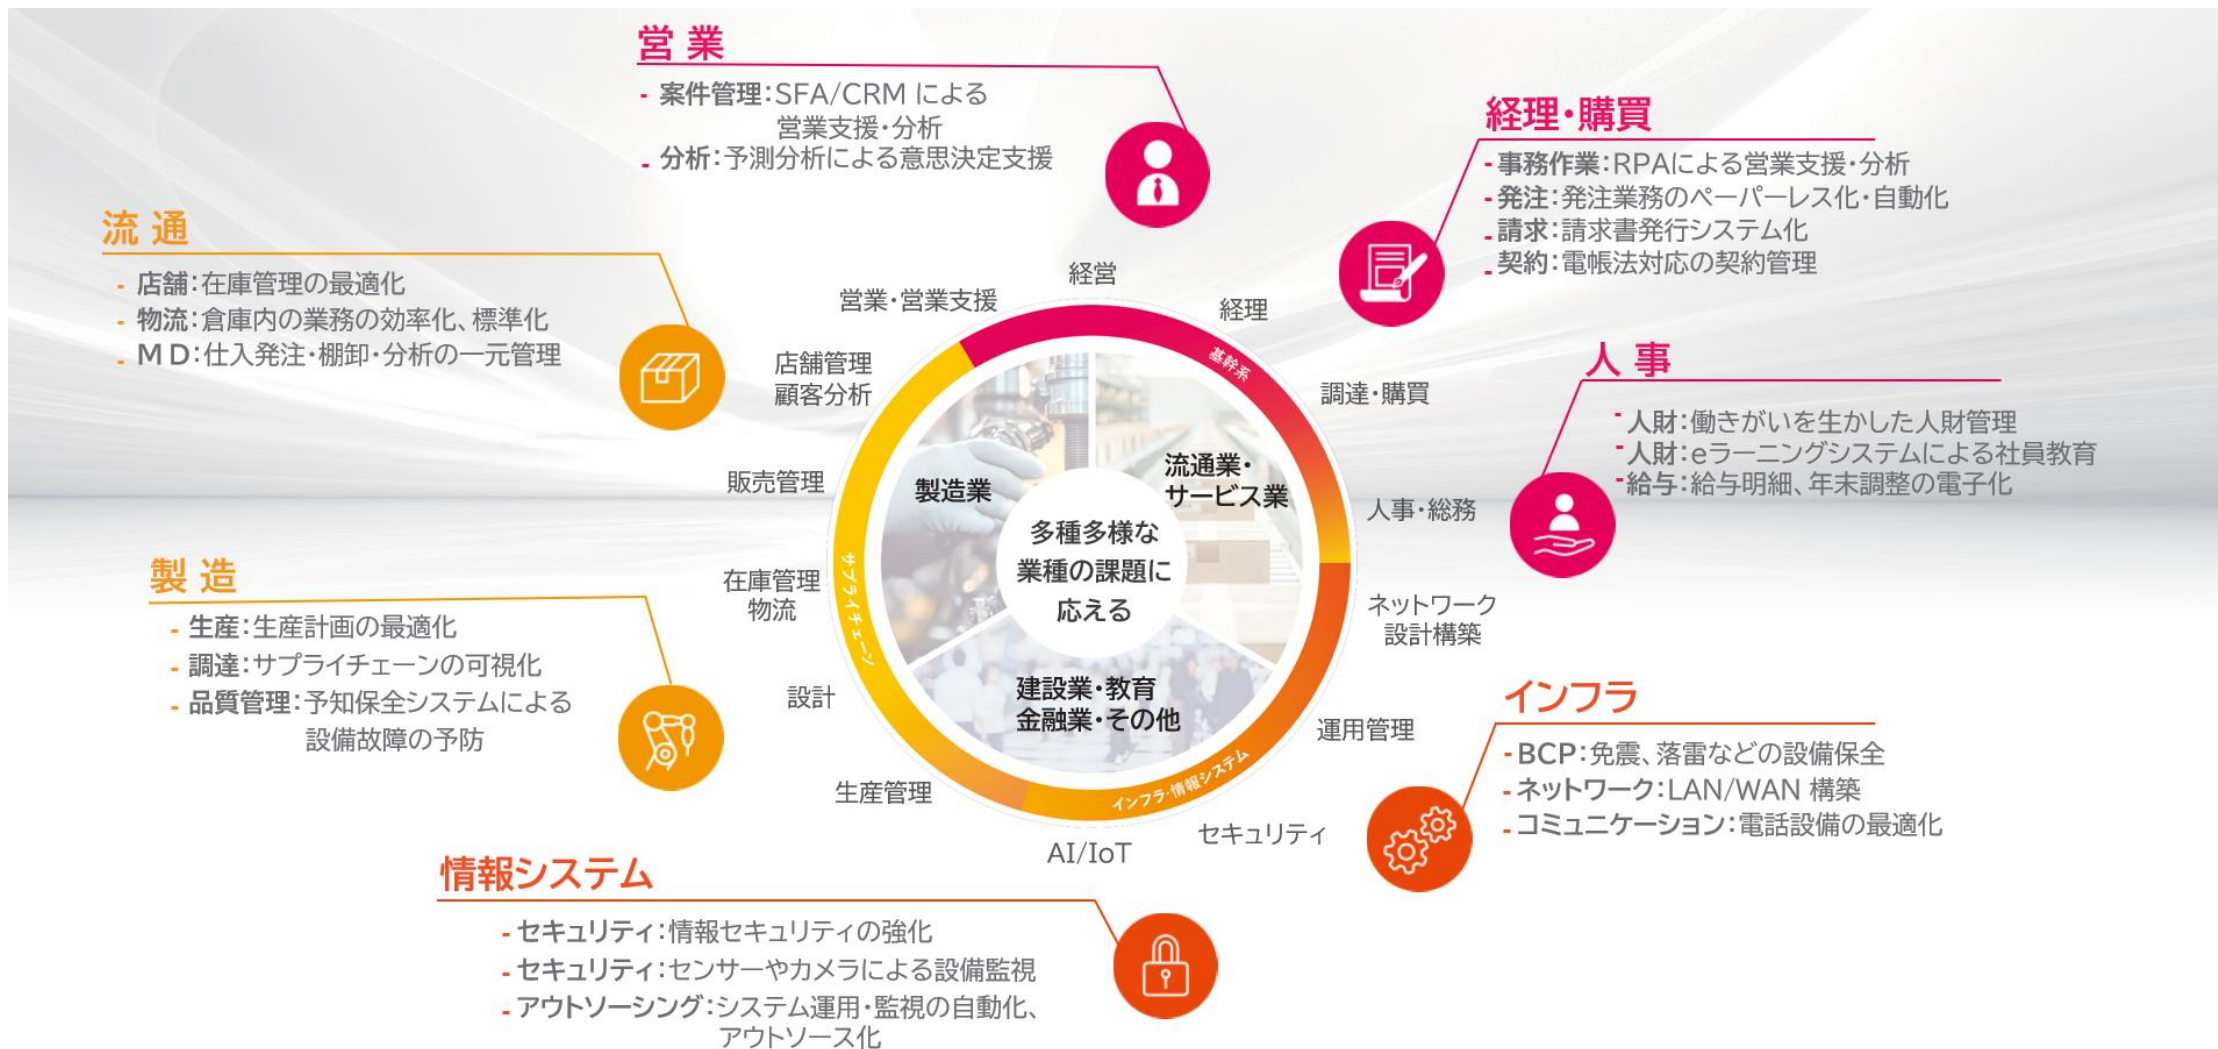 営業
- 案件管理：SFA/CRM による
営業支援・分析
- 分析：予測分析による意思決定支援
経理・購買
- 事務作業：RPAによる営業支援・分析
- 発注：発注業務のペーパーレス化・自動化
- 請求：請求書発行システム化
- 契約：電帳法対応の契約管理
流通
- 店舗：在庫管理の最適化
- 物流：倉庫内の業務の効率化、標準化
- ＭＤ：仕入発注・棚卸・分析の一元管理
人事
- 人財：働きがいを生かした人財管理
- 人財：eラーニングシステムによる社員教育
- 給与：給与明細、年末調整の電子化
経営
営業・営業支援
経理
店舗管理
顧客分析
調達・購買
販売管理
人事・総務
在庫管理
物流
ネットワーク
設計構築
設計
運用管理
生産管理
セキュリティ
AI/IoT
基幹系
サプライチェーン
インフラ・情報システム
製造業
流通業・
サービス業
多種多様な
業種の課題に
応える
建設業・教育
金融業・その他
製造
- 生産：生産計画の最適化
- 調達：サプライチェーンの可視化
- 品質管理：予知保全システムによる
設備故障の予防
インフラ
- BCP：免震、落雷などの設備保全
- ネットワーク：LAN/WAN 構築
- コミュニケーション：電話設備の最適化
情報システム
- セキュリティ：情報セキュリティの強化
- セキュリティ：センサーやカメラによる設備監視
- アウトソーシング：システム運用・監視の自動化、
アウトソース化